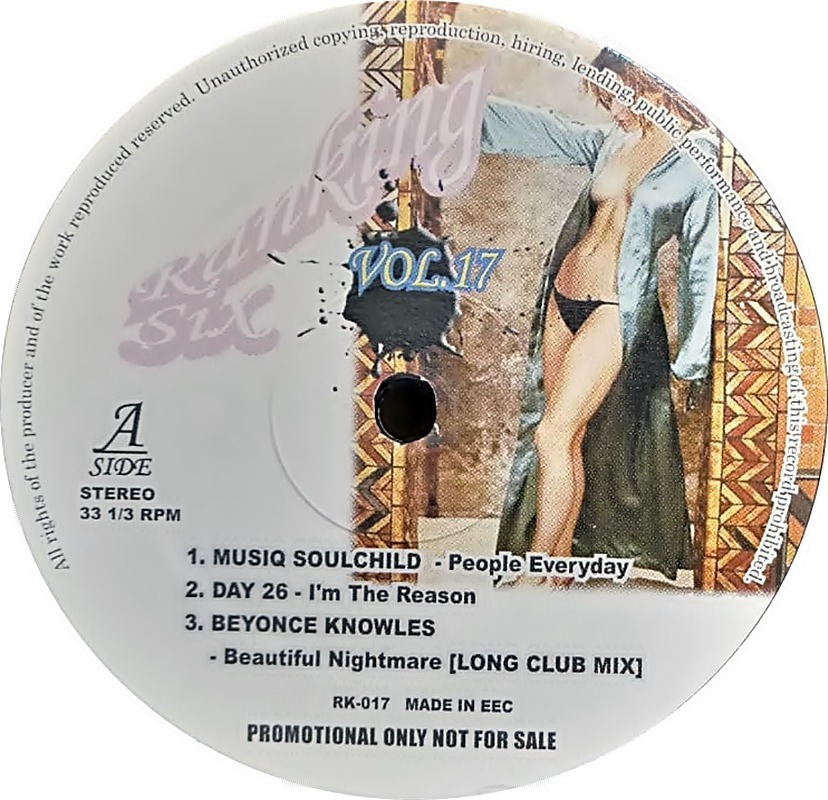 All rights of the producer and of the work reproduced reserved. Unauthorized copying, reproduction, hiring, lending, public performance and broadcasting of this record prohibited.
Ranking
Six
VOL.17
A
SIDE
STEREO
33 1/3 RPM
1. MUSIQ SOULCHILD - People Everyday
2. DAY 26 - I'm The Reason
3. BEYONCE KNOWLES
- Beautiful Nightmare [LONG CLUB MIX]
RK-017 MADE IN EEC
PROMOTIONAL ONLY NOT FOR SALE